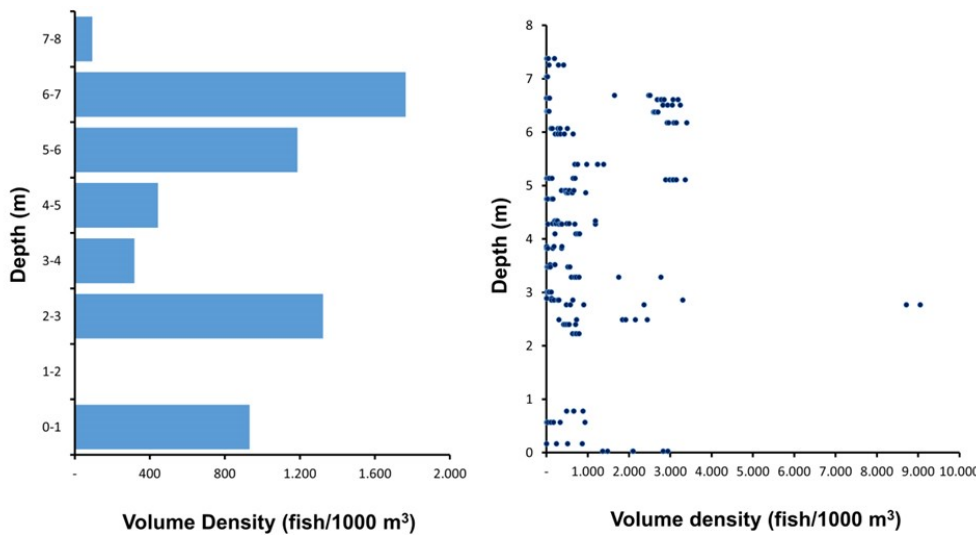 7-8
6-7
5-6
4-5
3-4
2-3
1-2
0-1
Depth (m)
- 400 800 1.200 1.600 2.000
Volume Density (fish/1000 m³)
8
7
6
5
4
3
2
1
0
Depth (m)
- 1.000 2.000 3.000 4.000 5.000 6.000 7.000 8.000 9.000 10.000
Volume density (fish/1000 m³)